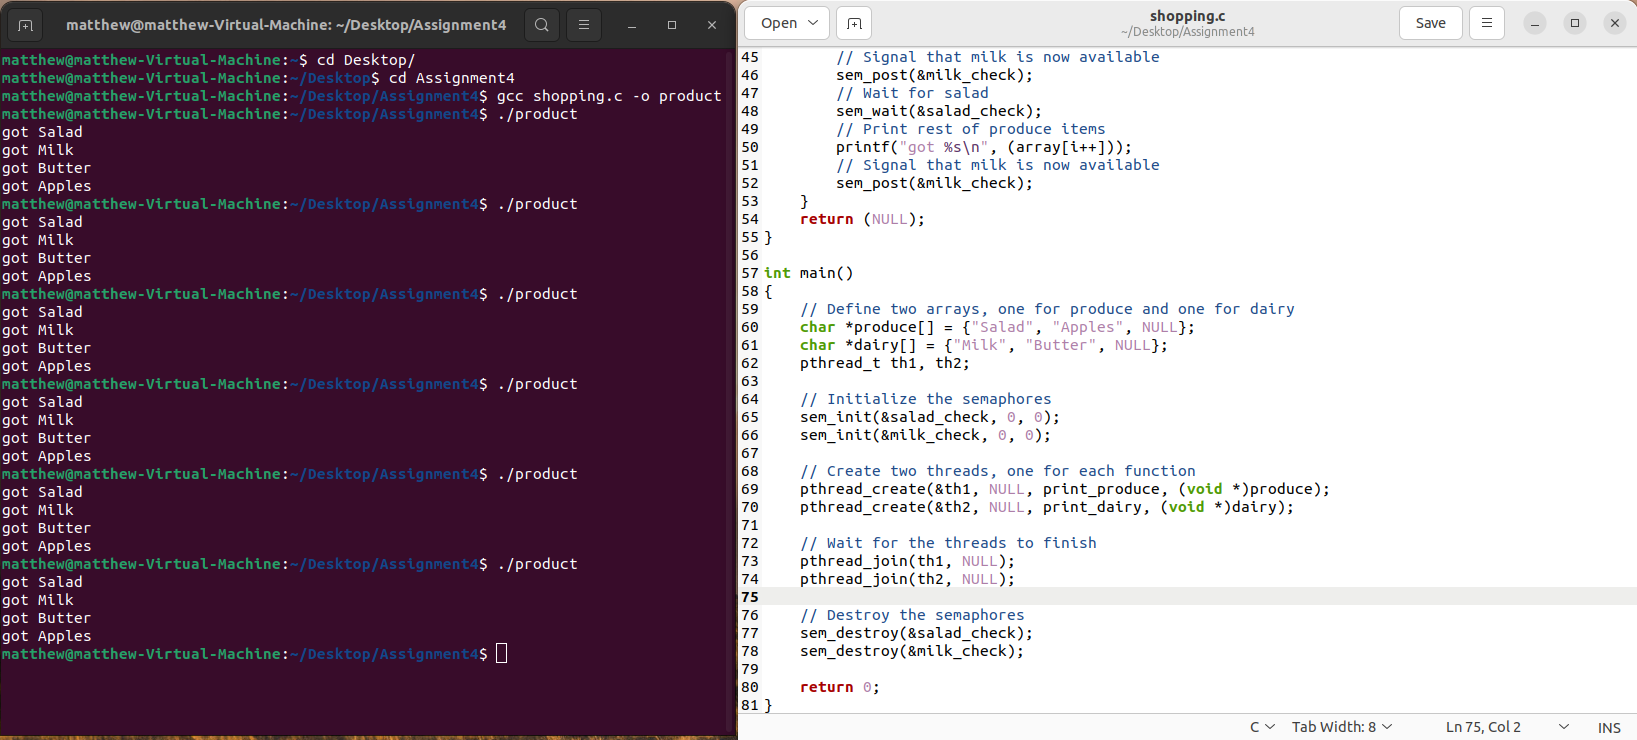 matthew@matthew-Virtual-Machine: ~/Desktop/Assignment4
matthew@matthew-Virtual-Machine:~$ cd Desktop/
matthew@matthew-Virtual-Machine:~/Desktop$ cd Assignment4
matthew@matthew-Virtual-Machine:~/Desktop/Assignment4$ gcc shopping.c -o product
matthew@matthew-Virtual-Machine:~/Desktop/Assignment4$ ./product
got Salad
got Milk
got Butter
got Apples
matthew@matthew-Virtual-Machine:~/Desktop/Assignment4$ ./product
got Salad
got Milk
got Butter
got Apples
matthew@matthew-Virtual-Machine:~/Desktop/Assignment4$ ./product
got Salad
got Milk
got Butter
got Apples
matthew@matthew-Virtual-Machine:~/Desktop/Assignment4$ ./product
got Salad
got Milk
got Butter
got Apples
matthew@matthew-Virtual-Machine:~/Desktop/Assignment4$ ./product
got Salad
got Milk
got Butter
got Apples
matthew@matthew-Virtual-Machine:~/Desktop/Assignment4$ ./product
got Salad
got Milk
got Butter
got Apples
matthew@matthew-Virtual-Machine:~/Desktop/Assignment4$
Open
shopping.c
~/Desktop/Assignment4
Save
45         // Signal that milk is now available
46         sem_post(&milk_check);
47         // Wait for salad
48         sem_wait(&salad_check);
49         // Print rest of produce items
50         printf("got %s\n", (array[i++]));
51         // Signal that milk is now available
52         sem_post(&milk_check);
53     }
54     return (NULL);
55 }
56
57 int main()
58 {
59     // Define two arrays, one for produce and one for dairy
60     char *produce[] = {"Salad", "Apples", NULL};
61     char *dairy[] = {"Milk", "Butter", NULL};
62     pthread_t th1, th2;
63
64     // Initialize the semaphores
65     sem_init(&salad_check, 0, 0);
66     sem_init(&milk_check, 0, 0);
67
68     // Create two threads, one for each function
69     pthread_create(&th1, NULL, print_produce, (void *)produce);
70     pthread_create(&th2, NULL, print_dairy, (void *)dairy);
71
72     // Wait for the threads to finish
73     pthread_join(th1, NULL);
74     pthread_join(th2, NULL);
75
76     // Destroy the semaphores
77     sem_destroy(&salad_check);
78     sem_destroy(&milk_check);
79
80     return 0;
81 }
C Tab Width: 8 Ln 75, Col 2 INS